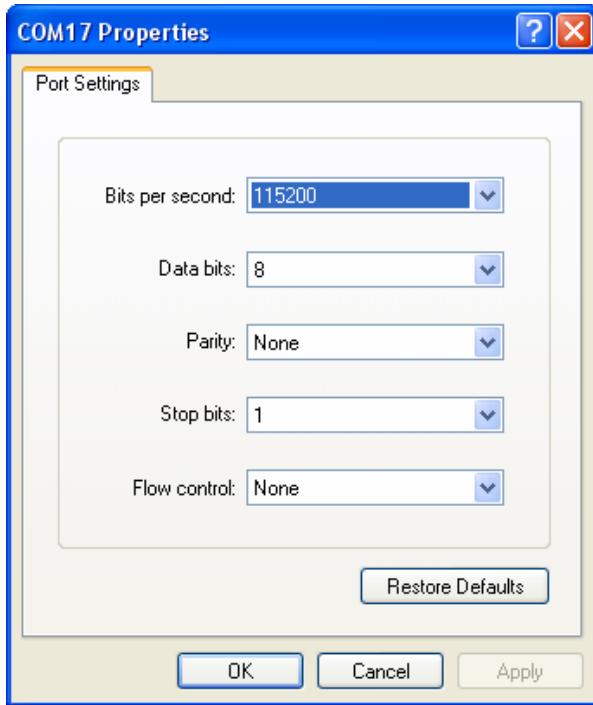 COM17 Properties
Port Settings
Bits per second: 115200
Data bits: 8
Parity: None
Stop bits: 1
Flow control: None
Restore Defaults
OK Cancel Apply